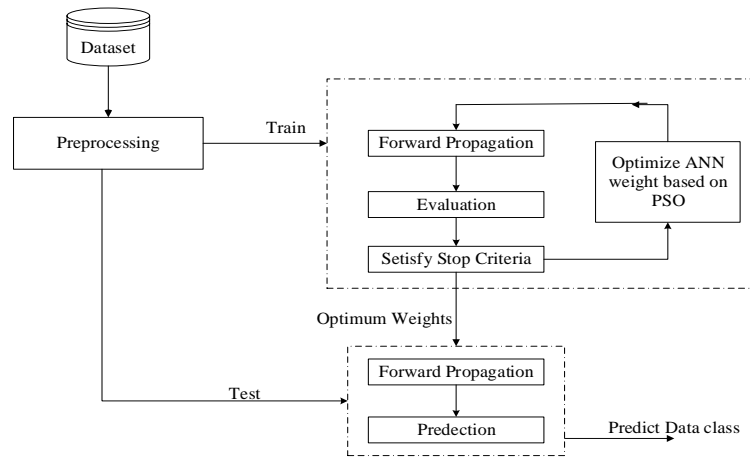 Dataset
Preprocessing
Train
Forward Propagation
Evaluation
Setisfy Stop Criteria
Optimize ANN
weight based on
PSO
Optimum Weights
Test
Forward Propagation
Predection
Predict Data class